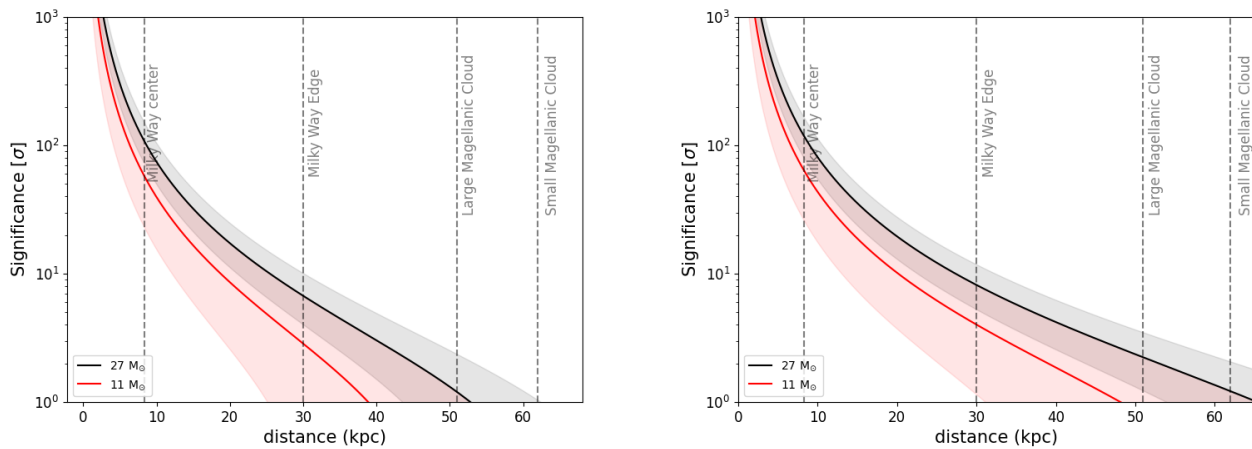 10³
10²
10¹
10⁰
Significance [σ]
Milky Way center
Milky Way Edge
Large Magellanic Cloud
Small Magellanic Cloud
27 M☉
11 M☉
0 10 20 30 40 50 60
distance (kpc)
10³
10²
10¹
10⁰
Significance [σ]
Milky Way center
Milky Way Edge
Large Magellanic Cloud
Small Magellanic Cloud
27 M☉
11 M☉
0 10 20 30 40 50 60
distance (kpc)